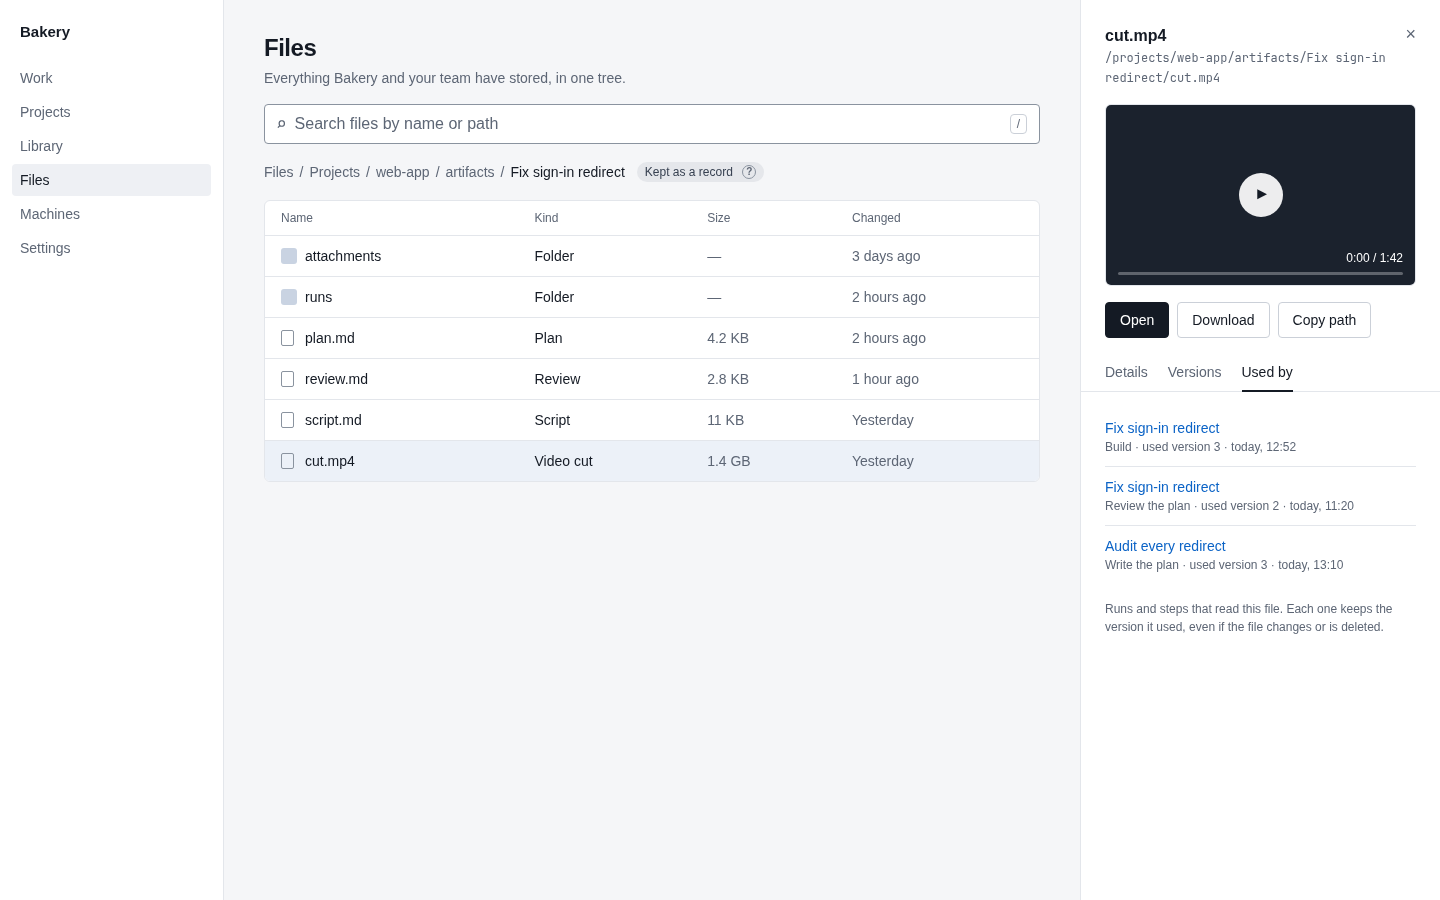 Bakery
Work
Projects
Library
Files
Machines
Settings
Files
Everything Bakery and your team have stored, in one tree.
Search files by name or path /
Files / Projects / web-app / artifacts / Fix sign-in redirect Kept as a record ?
Name Kind Size Changed
attachments Folder — 3 days ago
runs Folder — 2 hours ago
plan.md Plan 4.2 KB 2 hours ago
review.md Review 2.8 KB 1 hour ago
script.md Script 11 KB Yesterday
cut.mp4 Video cut 1.4 GB Yesterday
cut.mp4 ×
/projects/web-app/artifacts/Fix sign-in
redirect/cut.mp4
0:00 / 1:42
Open Download Copy path
Details Versions Used by
Fix sign-in redirect
Build · used version 3 · today, 12:52
Fix sign-in redirect
Review the plan · used version 2 · today, 11:20
Audit every redirect
Write the plan · used version 3 · today, 13:10
Runs and steps that read this file. Each one keeps the
version it used, even if the file changes or is deleted.